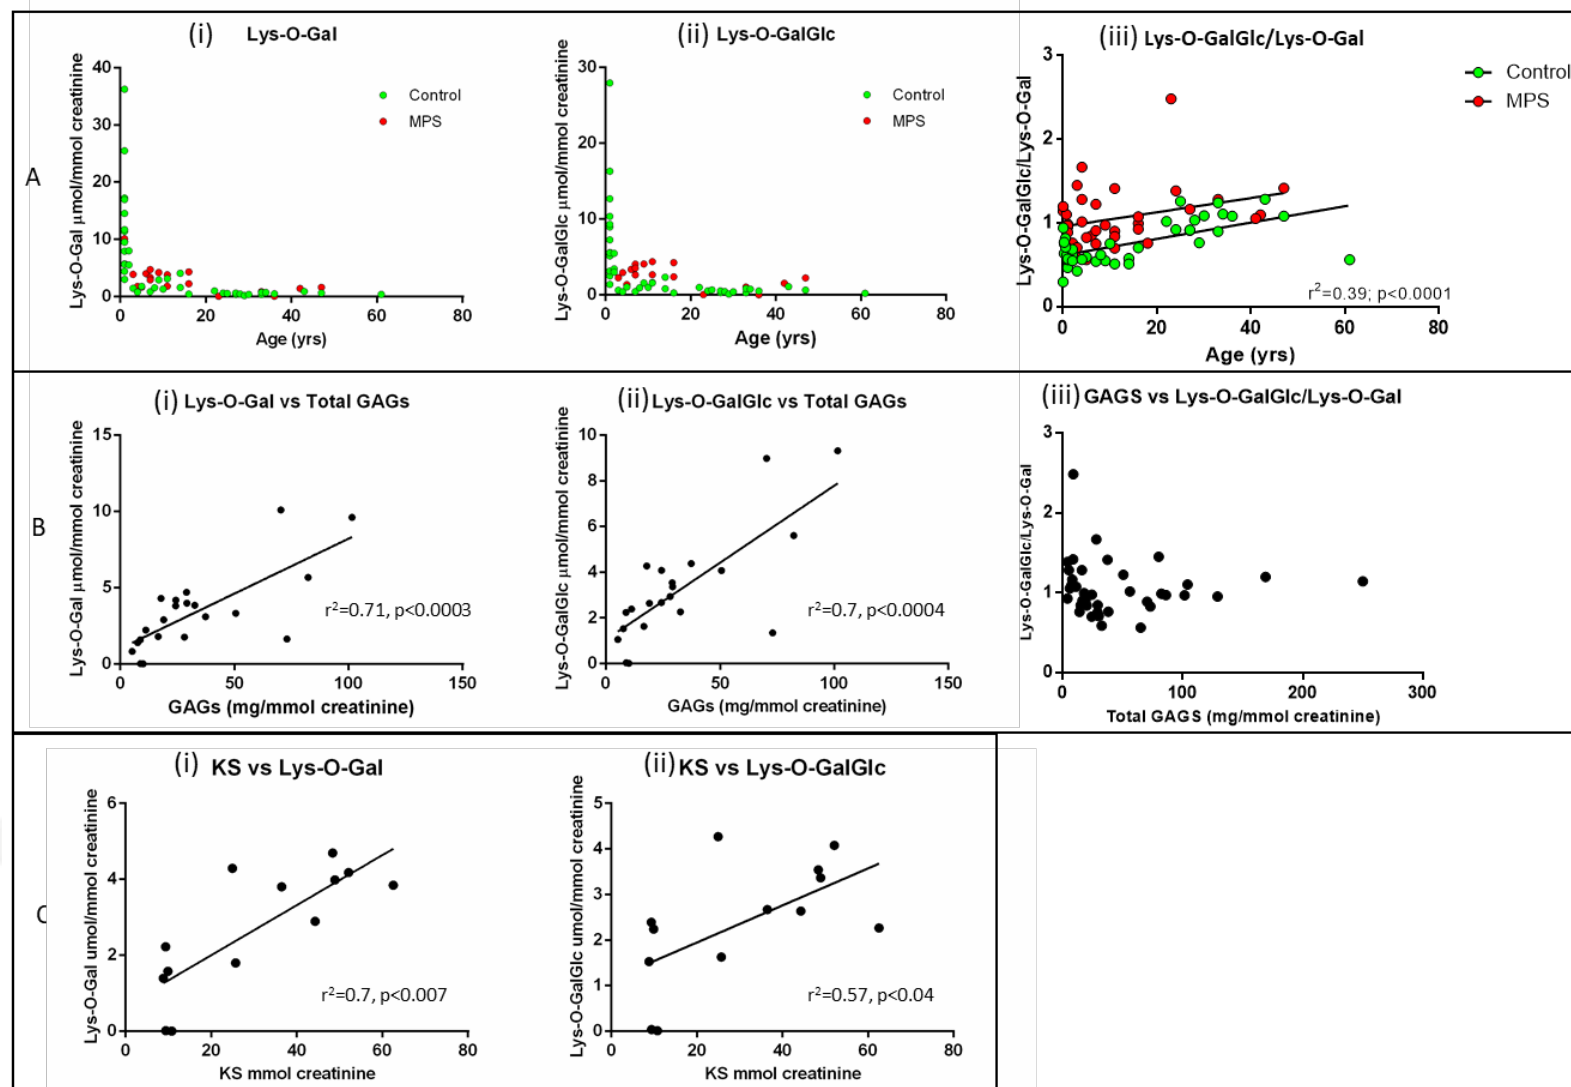 A
(i) Lys-O-Gal
Lys-O-Gal µmol/mmol creatinine
40
30
20
10
0
0 20 40 60 80
Age (yrs)
Control
MPS
(ii) Lys-O-GalGlc
Lys-O-GalGlc µmol/mmol creatinine
30
20
10
0
0 20 40 60 80
Age (yrs)
Control
MPS
(iii) Lys-O-GalGlc/Lys-O-Gal
Lys-O-GalGlc/Lys-O-Gal
3
2
1
0
0 20 40 60 80
Age (yrs)
r²=0.39; p<0.0001
Control
MPS
B
(i) Lys-O-Gal vs Total GAGs
Lys-O-Gal µmol/mmol creatinine
15
10
5
0
0 50 100 150
GAGs (mg/mmol creatinine)
r²=0.71, p<0.0003
(ii) Lys-O-GalGlc vs Total GAGs
Lys-O-GalGlc µmol/mmol creatinine
10
8
6
4
2
0
0 50 100 150
GAGs (mg/mmol creatinine)
r²=0.7, p<0.0004
(iii) GAGS vs Lys-O-GalGlc/Lys-O-Gal
Lys-O-GalGlc/Lys-O-Gal
3
2
1
0
0 100 200 300
Total GAGS (mg/mmol creatinine)
C
(i) KS vs Lys-O-Gal
Lys-O-Gal umol/mmol creatinine
6
4
2
0
0 20 40 60 80
KS mmol creatinine
r²=0.7, p<0.007
(ii) KS vs Lys-O-GalGlc
Lys-O-GalGlc umol/mmol creatinine
5
4
3
2
1
0
0 20 40 60 80
KS mmol creatinine
r²=0.57, p<0.04